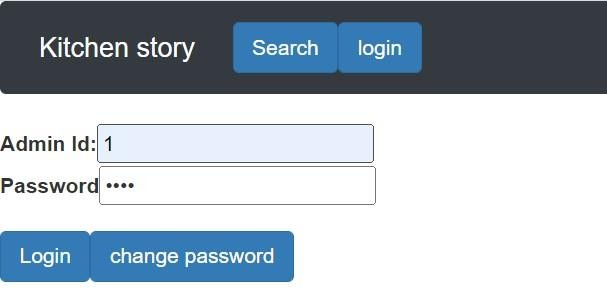 Kitchen story Search login
Admin Id: 1
Password ••••
Login change password